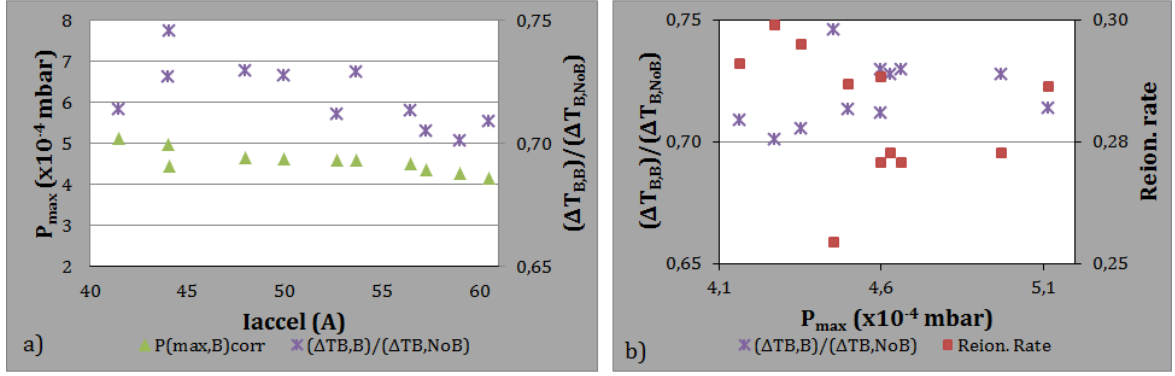 8
7
6
5
4
3
2
P_max (x10⁻⁴ mbar)
0,75
0,70
0,65
(ΔT_B,B)/(ΔT_B,NoB)
40
45
50
55
60
Iaccel (A)
a)
P(max,B)corr
(ΔTB,B)/(ΔTB,NoB)
0,75
0,70
0,65
(ΔT_B,B)/(ΔT_B,NoB)
0,30
0,28
0,25
Reion. rate
4,1
4,6
5,1
P_max (x10⁻⁴ mbar)
b)
(ΔTB,B)/(ΔTB,NoB)
Reion. Rate